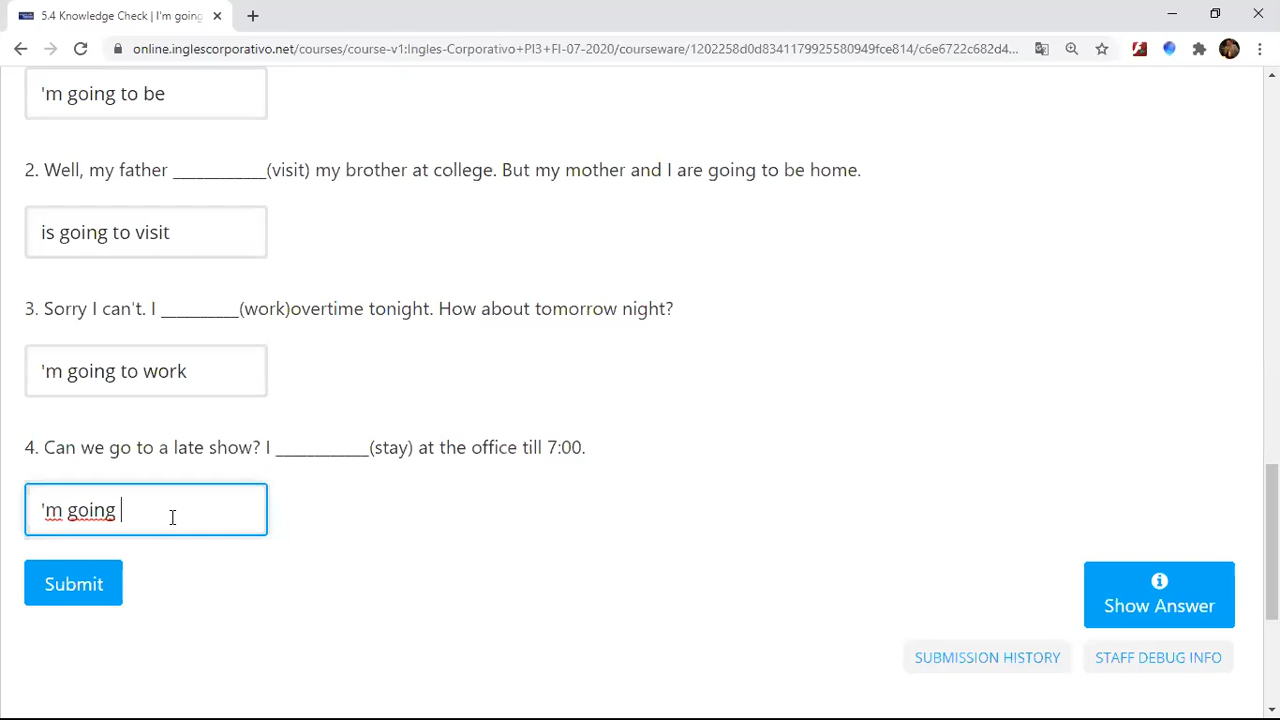 5.4 Knowledge Check | I'm going
online.inglescorporativo.net/courses/course-v1:Ingles-Corporativo+PI3+FI-07-2020/courseware/1202258d0d8341179925580949fce814/c6e6722c682d4...
'm going to be
2. Well, my father ____________(visit) my brother at college. But my mother and I are going to be home.
is going to visit
3. Sorry I can't. I __________(work)overtime tonight. How about tomorrow night?
'm going to work
4. Can we go to a late show? I ____________(stay) at the office till 7:00.
'm going
Submit
Show Answer
SUBMISSION HISTORY STAFF DEBUG INFO